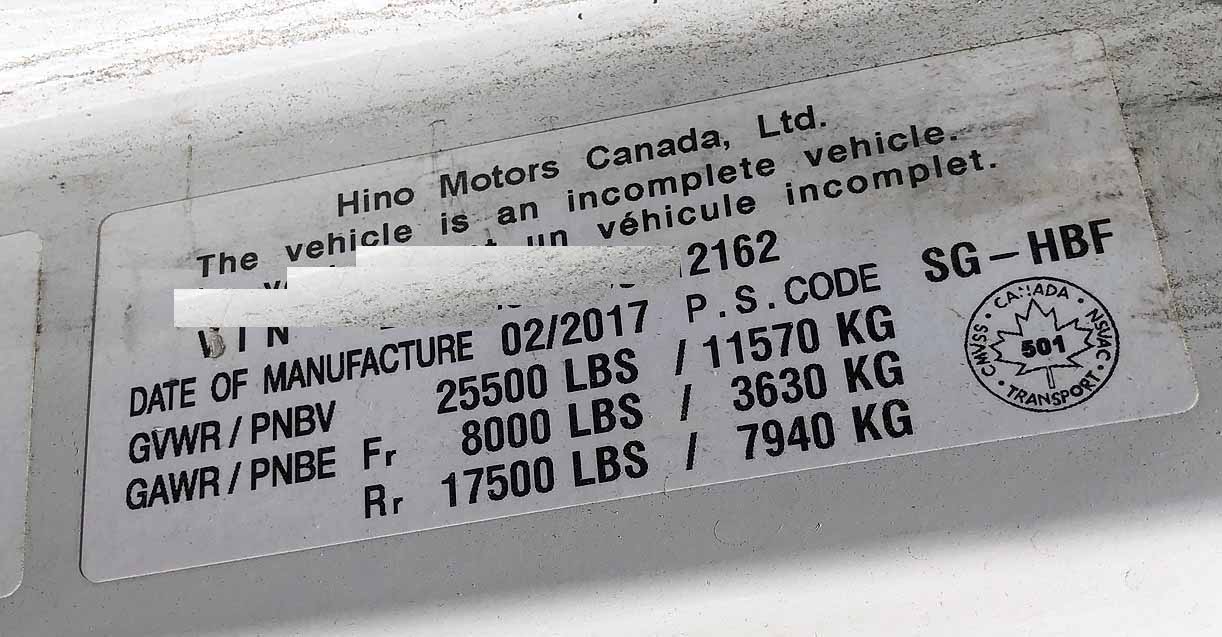 Hino Motors Canada, Ltd.
The vehicle is an incomplete vehicle.
un véhicule incomplet.
VIN 2162
DATE OF MANUFACTURE 02/2017 P.S.CODE SG-HBF
GVWR/PNBV 25500 LBS / 11570 KG
GAWR/PNBE Fr 8000 LBS / 3630 KG
Rr 17500 LBS / 7940 KG
CANADA
CMVSS
501
NSVAC
TRANSPORT